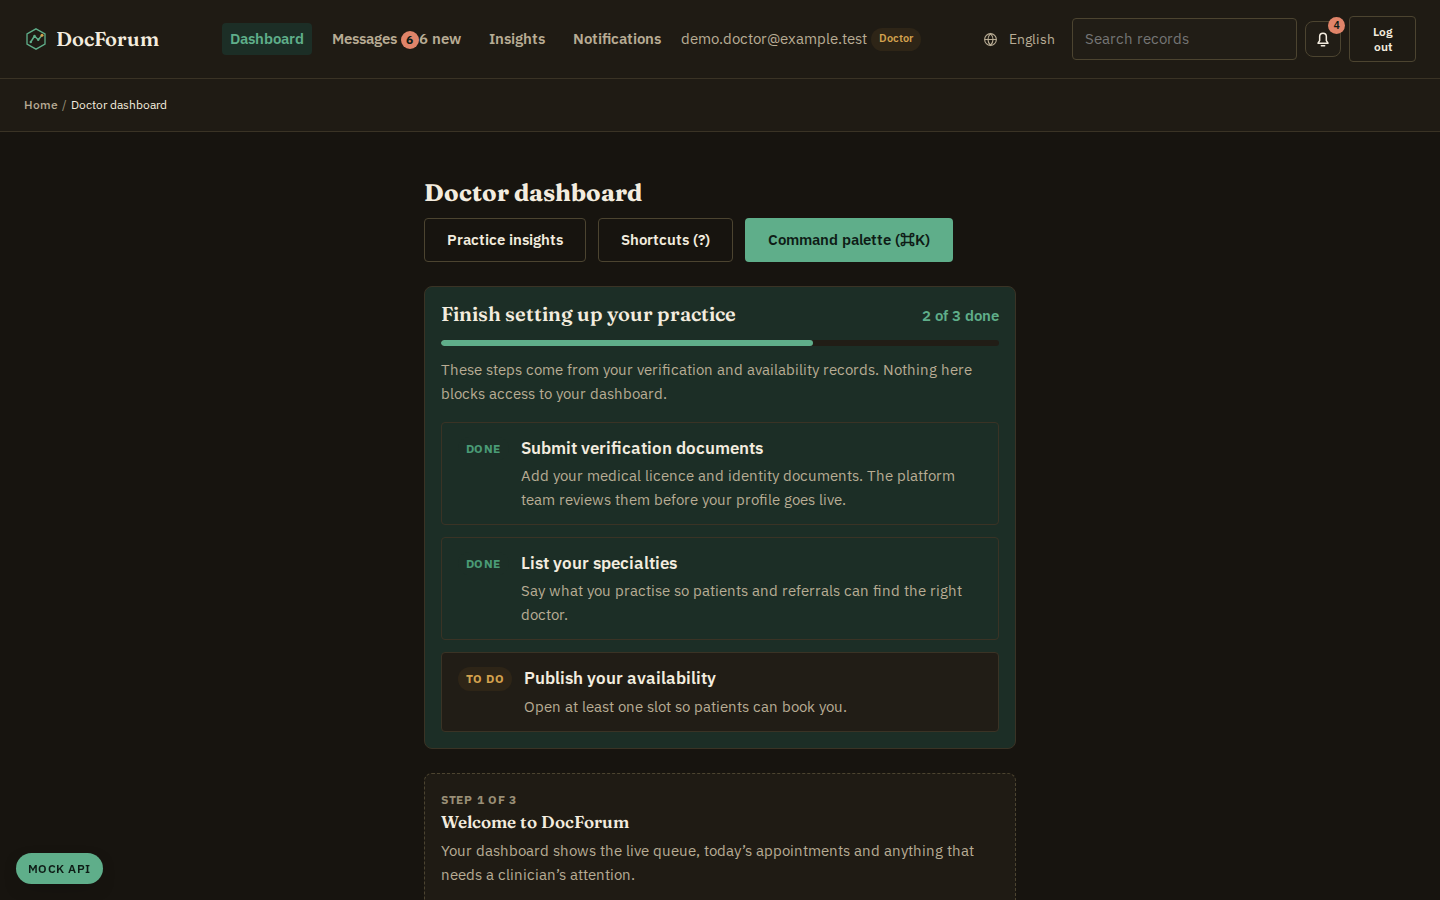 DocForum
Dashboard
Messages 6 6 new
Insights
Notifications
demo.doctor@example.test Doctor
English
Search records
4
Log out
Home / Doctor dashboard
Doctor dashboard
Practice insights
Shortcuts (?)
Command palette (⌘K)
Finish setting up your practice
2 of 3 done
These steps come from your verification and availability records. Nothing here
blocks access to your dashboard.
DONE
Submit verification documents
Add your medical licence and identity documents. The platform
team reviews them before your profile goes live.
DONE
List your specialties
Say what you practise so patients and referrals can find the right
doctor.
TO DO
Publish your availability
Open at least one slot so patients can book you.
STEP 1 OF 3
Welcome to DocForum
Your dashboard shows the live queue, today’s appointments and anything that
needs a clinician’s attention.
MOCK API